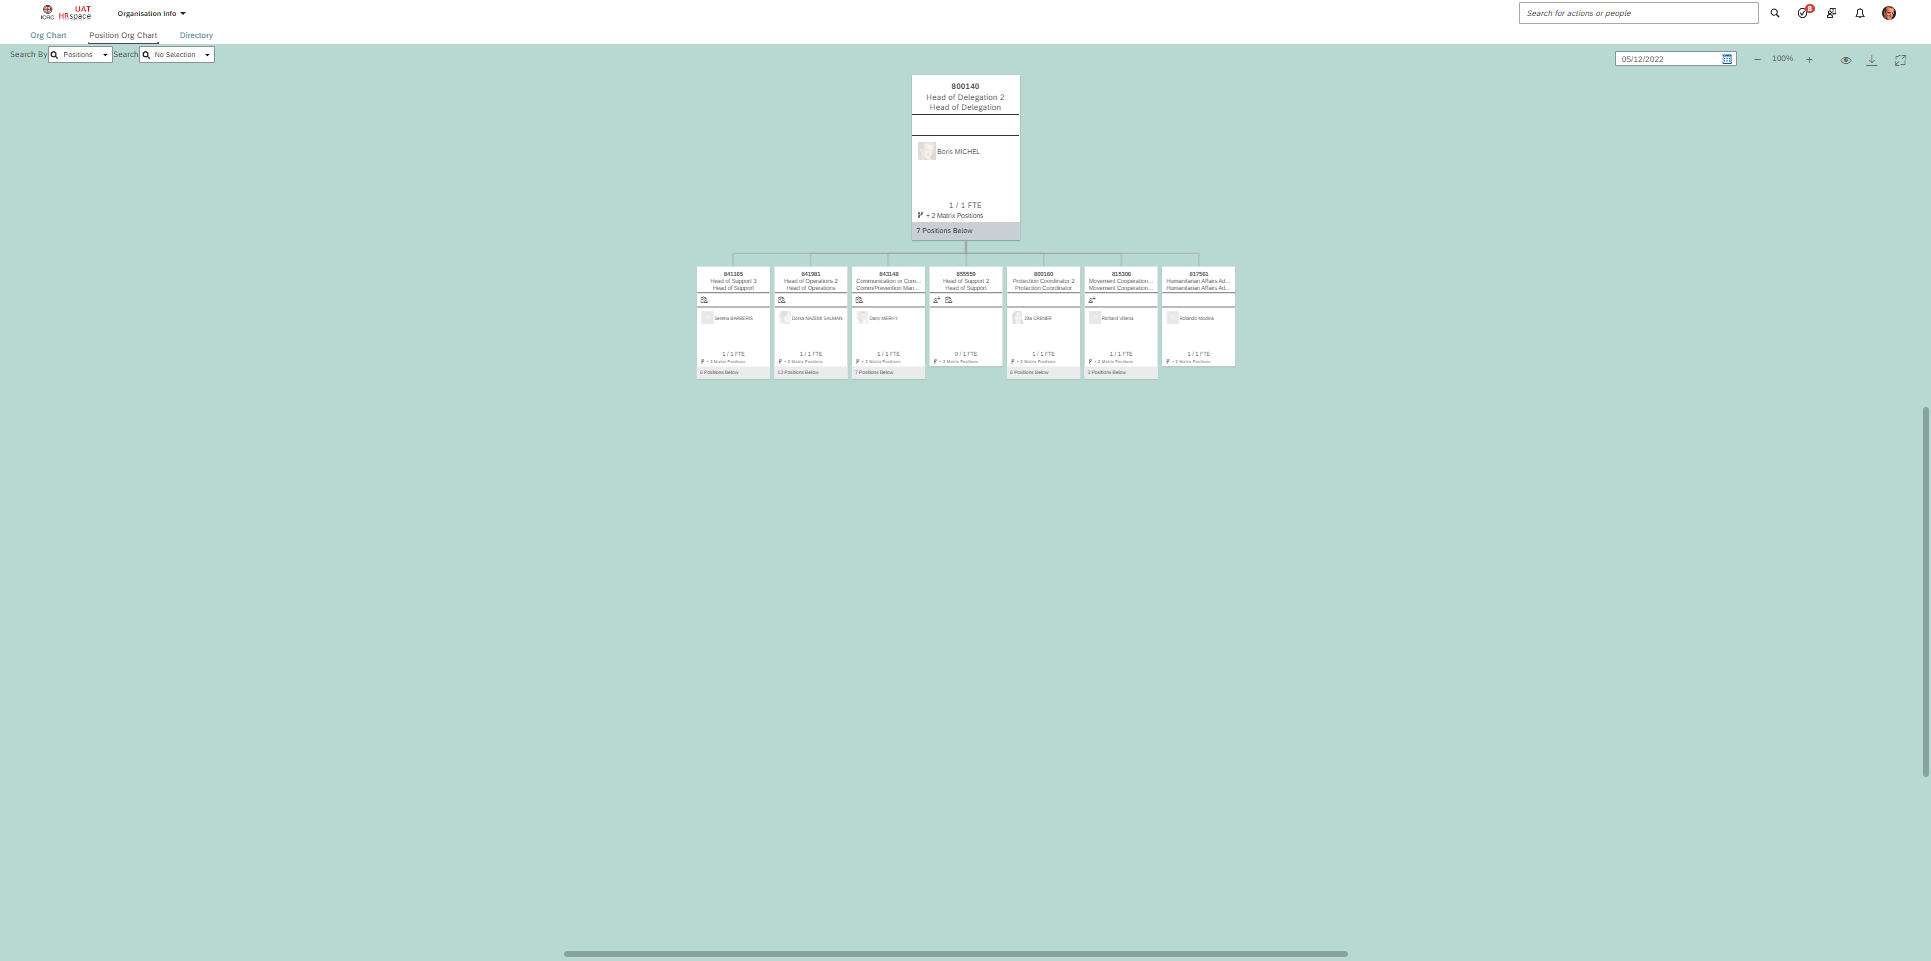 ICRC
UAT
HRspace
Organisation Info
Search for actions or people
8
Org Chart
Position Org Chart
Directory
Search By
Positions
Search
No Selection
05/12/2022
100%
800140
Head of Delegation 2
Head of Delegation
Boris MICHEL
1 / 1 FTE
+ 2 Matrix Positions
7 Positions Below
841165
Head of Support 3
Head of Support
Serena BARBERIS
1 / 1 FTE
+ 2 Matrix Positions
6 Positions Below
841981
Head of Operations 2
Head of Operations
Dorsa NAZEMI SALMAN
1 / 1 FTE
+ 2 Matrix Positions
12 Positions Below
843148
Communication or Com...
Comm/Prevention Man...
Dany MERHY
1 / 1 FTE
+ 2 Matrix Positions
7 Positions Below
855559
Head of Support 2
Head of Support
0 / 1 FTE
+ 2 Matrix Positions
800160
Protection Coordinator 2
Protection Coordinator
Zita CRENER
1 / 1 FTE
+ 2 Matrix Positions
6 Positions Below
815306
Movement Cooperation...
Movement Cooperation...
Richard Villena
1 / 1 FTE
+ 2 Matrix Positions
3 Positions Below
817561
Humanitarian Affairs Ad...
Humanitarian Affairs Ad...
Rolando Modina
1 / 1 FTE
+ 2 Matrix Positions